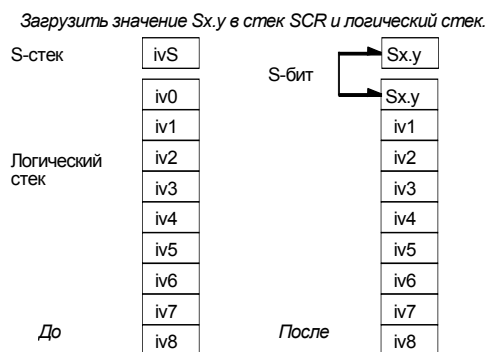 Загрузить значение Sx.y в стек SCR и логический стек.
S-стек ivS Sx.y
S-бит
iv0 Sx.y
iv1 iv1
Логический стек iv2 iv2
iv3 iv3
iv4 iv4
iv5 iv5
iv6 iv6
iv7 iv7
До iv8 После iv8